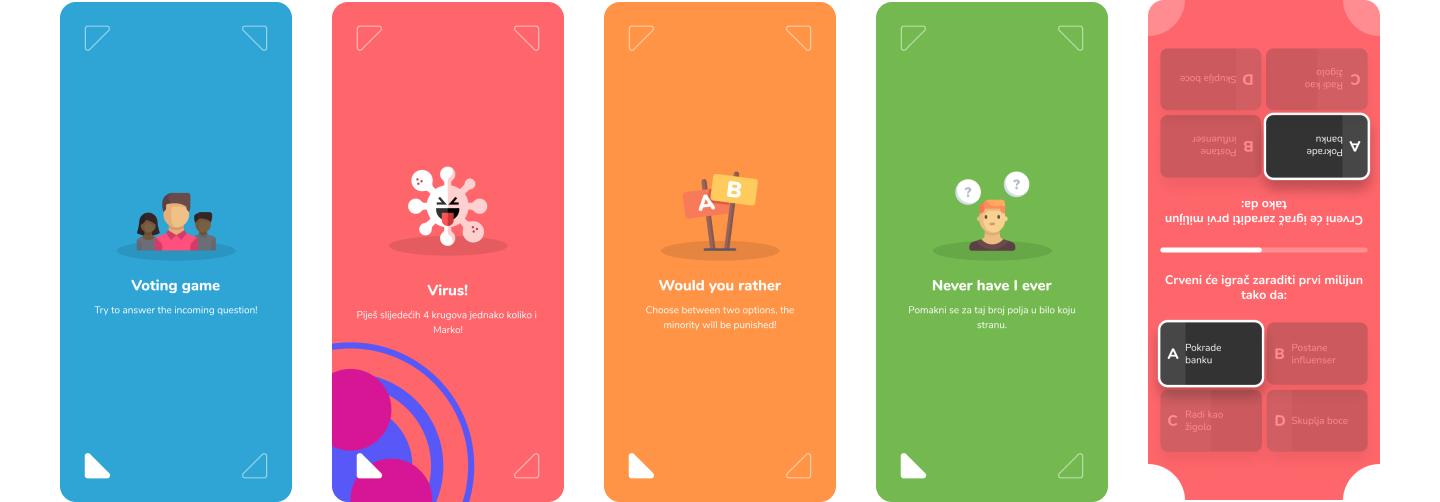 Voting game
Try to answer the incoming question!
Virus!
Piješ slijedećih 4 krugova jednako koliko i
Marko!
A
B
Would you rather
Choose between two options, the
minority will be punished!
?
?
Never have I ever
Pomakni se za taj broj polja u bilo koju
stranu.
Crveni će igrač zaraditi prvi milijun
tako da:
A Pokrade
banku
B Postane
influenser
C Radi kao
žigolo
D Skuplja boce
Crveni će igrač zaraditi prvi milijun
tako da:
A Pokrade
banku
B Postane
influenser
C Radi kao
žigolo
D Skuplja boce